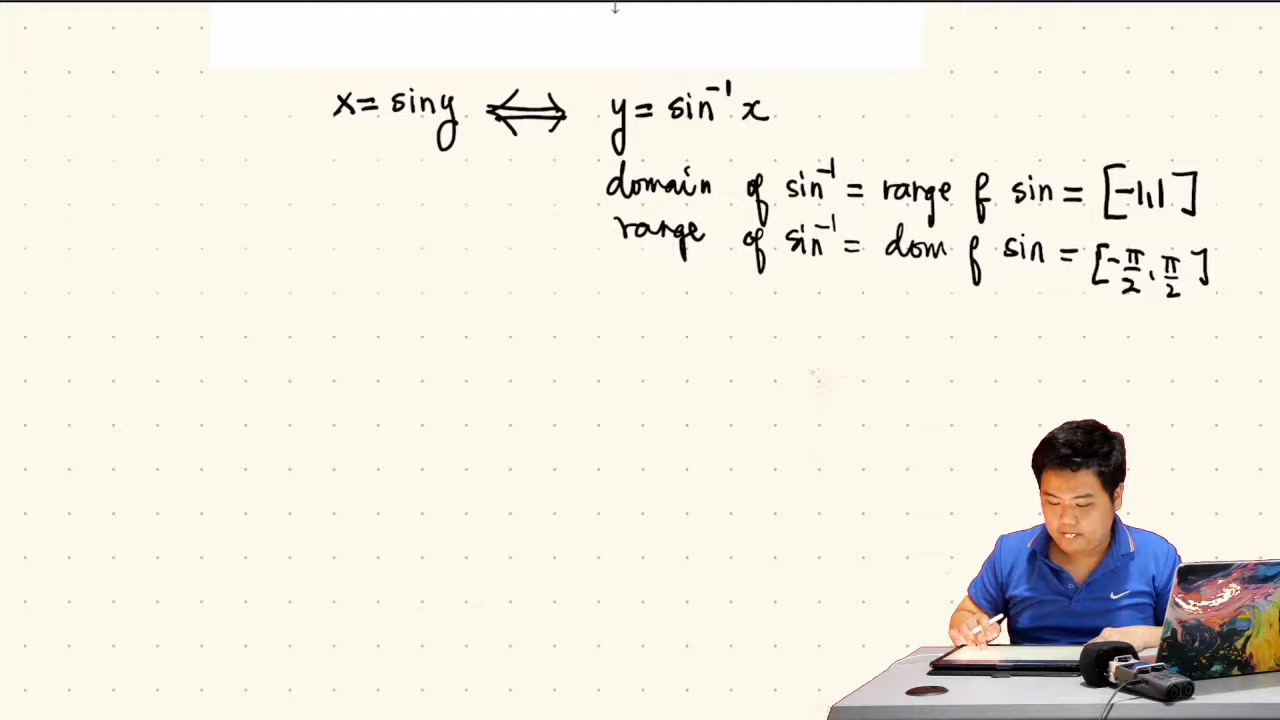 x = sin y ⟺ y = sin⁻¹ x
domain of sin⁻¹ = range of sin = [-1,1]
range of sin⁻¹ = dom of sin = [-π/2, π/2]